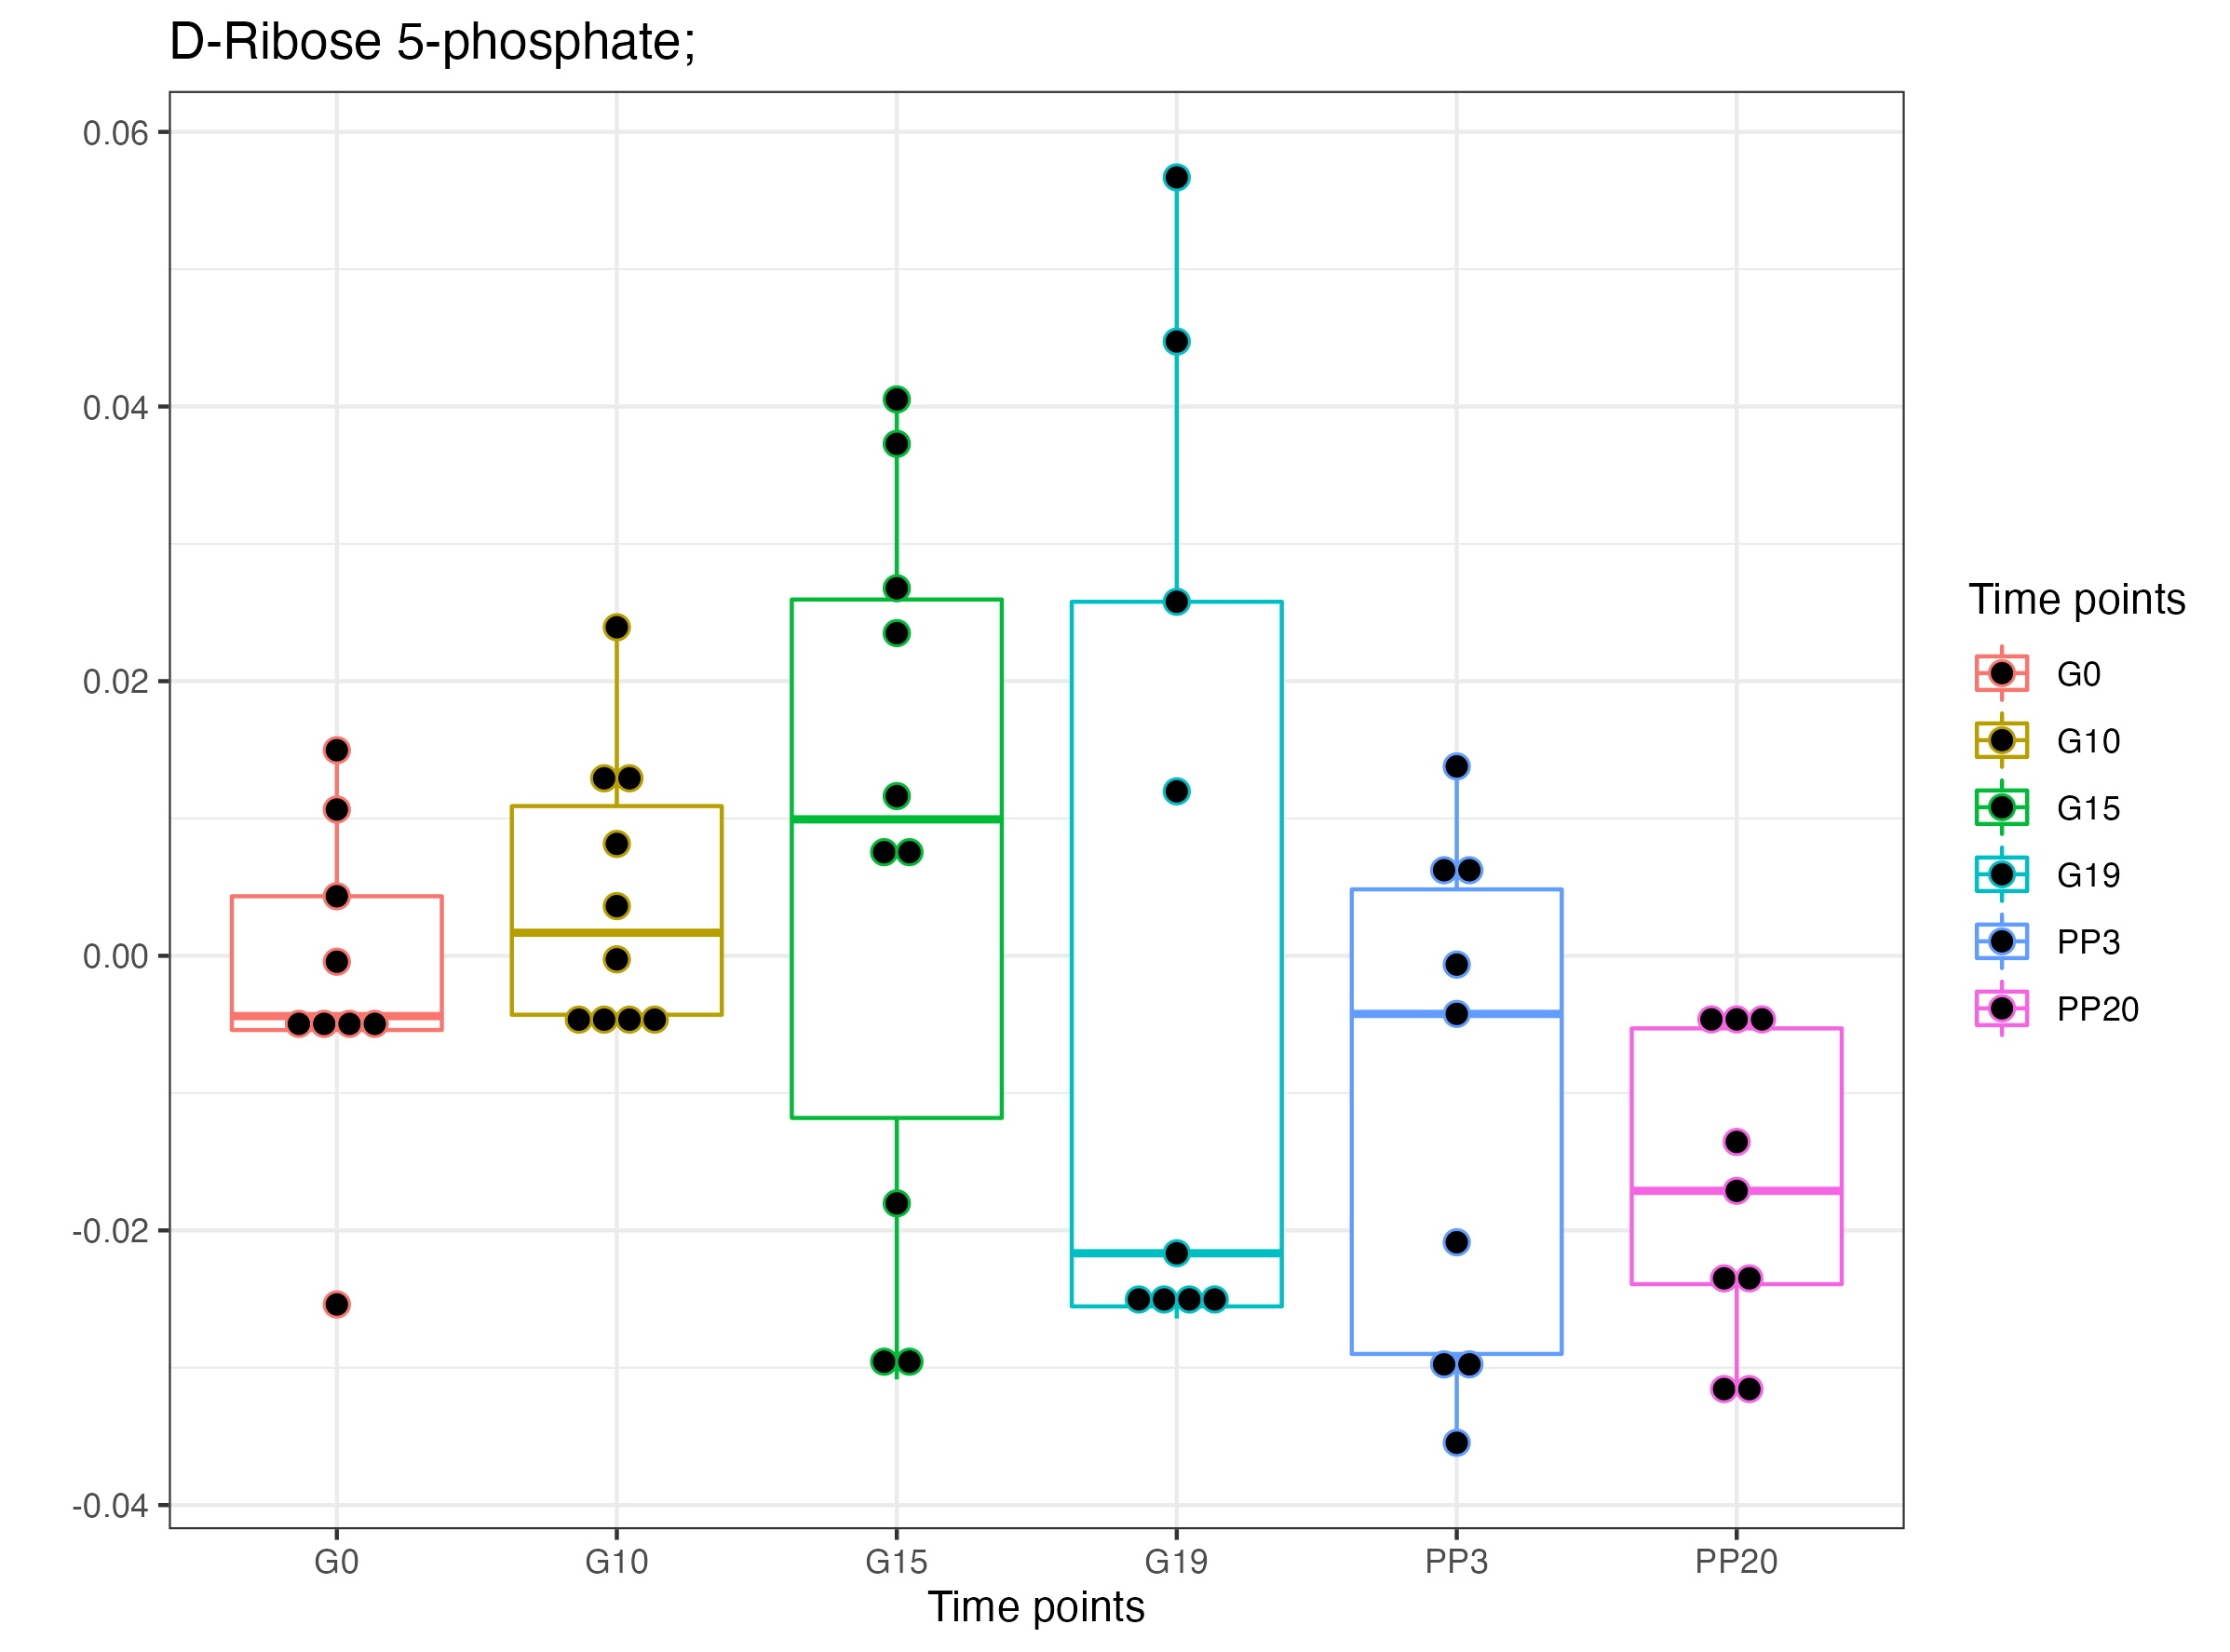 D-Ribose 5-phosphate;
0.06
0.04
0.02
0.00
-0.02
-0.04
G0 G10 G15 G19 PP3 PP20
Time points
Time points
G0
G10
G15
G19
PP3
PP20